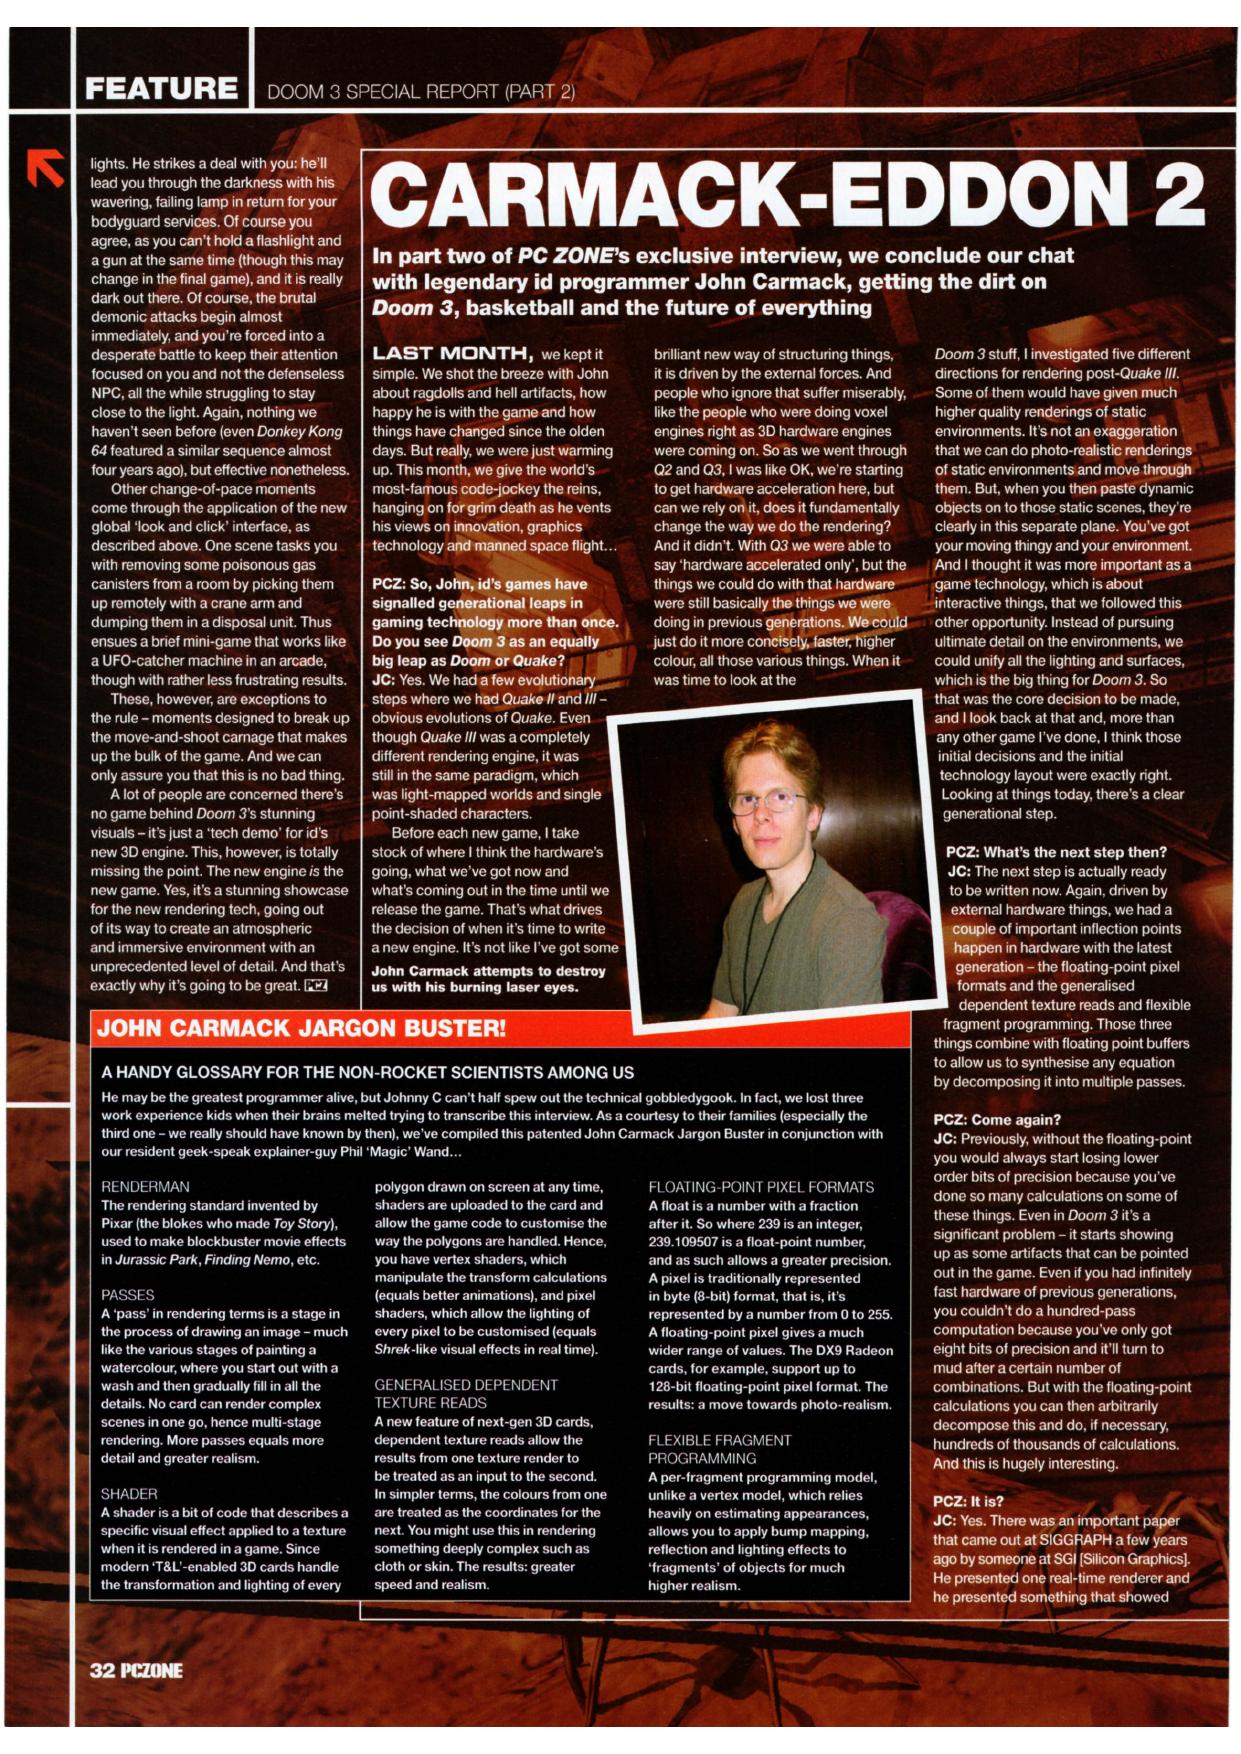 FEATURE
DOOM 3 SPECIAL REPORT (PART 2)
lights. He strikes a deal with you: he'll
lead you through the darkness with his
wavering, failing lamp in return for your
bodyguard services. Of course you
agree, as you can't hold a flashlight and
a gun at the same time (though this may
change in the final game), and it is really
dark out there. Of course, the brutal
demonic attacks begin almost
immediately, and you're forced into a
desperate battle to keep their attention
focused on you and not the defenseless
NPC, all the while struggling to stay
close to the light. Again, nothing we
haven't seen before (even Donkey Kong
64 featured a similar sequence almost
four years ago), but effective nonetheless.
Other change-of-pace moments
come through the application of the new
global 'look and click' interface, as
described above. One scene tasks you
with removing some poisonous gas
canisters from a room by picking them
up remotely with a crane arm and
dumping them in a disposal unit. Thus
ensues a brief mini-game that works like
a UFO-catcher machine in an arcade,
though with rather less frustrating results.
These, however, are exceptions to
the rule – moments designed to break up
the move-and-shoot carnage that makes
up the bulk of the game. And we can
only assure you that this is no bad thing.
A lot of people are concerned there's
no game behind Doom 3's stunning
visuals – it's just a 'tech demo' for id's
new 3D engine. This, however, is totally
missing the point. The new engine is the
new game. Yes, it's a stunning showcase
for the new rendering tech, going out
of its way to create an atmospheric
and immersive environment with an
unprecedented level of detail. And that's
exactly why it's going to be great. PCZ
CARMACK-EDDON 2
In part two of PC ZONE's exclusive interview, we conclude our chat
with legendary id programmer John Carmack, getting the dirt on
Doom 3, basketball and the future of everything
LAST MONTH, we kept it
simple. We shot the breeze with John
about ragdolls and hell artifacts, how
happy he is with the game and how
things have changed since the olden
days. But really, we were just warming
up. This month, we give the world's
most-famous code-jockey the reins,
hanging on for grim death as he vents
his views on innovation, graphics
technology and manned space flight...
PCZ: So, John, id's games have
signalled generational leaps in
gaming technology more than once.
Do you see Doom 3 as an equally
big leap as Doom or Quake?
JC: Yes. We had a few evolutionary
steps where we had Quake II and III –
obvious evolutions of Quake. Even
though Quake III was a completely
different rendering engine, it was
still in the same paradigm, which
was light-mapped worlds and single
point-shaded characters.
Before each new game, I take
stock of where I think the hardware's
going, what we've got now and
what's coming out in the time until we
release the game. That's what drives
the decision of when it's time to write
a new engine. It's not like I've got some
John Carmack attempts to destroy
us with his burning laser eyes.
brilliant new way of structuring things,
it is driven by the external forces. And
people who ignore that suffer miserably,
like the people who were doing voxel
engines right as 3D hardware engines
were coming on. So as we went through
Q2 and Q3, I was like OK, we're starting
to get hardware acceleration here, but
can we rely on it, does it fundamentally
change the way we do the rendering?
And it didn't. With Q3 we were able to
say 'hardware accelerated only', but the
things we could do with that hardware
were still basically the things we were
doing in previous generations. We could
just do it more concisely, faster, higher
colour, all those various things. When it
was time to look at the
Doom 3 stuff, I investigated five different
directions for rendering post-Quake III.
Some of them would have given much
higher quality renderings of static
environments. It's not an exaggeration
that we can do photo-realistic renderings
of static environments and move through
them. But, when you then paste dynamic
objects on to those static scenes, they're
clearly in this separate plane. You've got
your moving thingy and your environment.
And I thought it was more important as a
game technology, which is about
interactive things, that we followed this
other opportunity. Instead of pursuing
ultimate detail on the environments, we
could unify all the lighting and surfaces,
which is the big thing for Doom 3. So
that was the core decision to be made,
and I look back at that and, more than
any other game I've done, I think those
initial decisions and the initial
technology layout were exactly right.
Looking at things today, there's a clear
generational step.
PCZ: What's the next step then?
JC: The next step is actually ready
to be written now. Again, driven by
external hardware things, we had a
couple of important inflection points
happen in hardware with the latest
generation – the floating-point pixel
formats and the generalised
dependent texture reads and flexible
fragment programming. Those three
things combine with floating point buffers
to allow us to synthesise any equation
by decomposing it into multiple passes.
PCZ: Come again?
JC: Previously, without the floating-point
you would always start losing lower
order bits of precision because you've
done so many calculations on some of
these things. Even in Doom 3 it's a
significant problem – it starts showing
up as some artifacts that can be pointed
out in the game. Even if you had infinitely
fast hardware of previous generations,
you couldn't do a hundred-pass
computation because you've only got
eight bits of precision and it'll turn to
mud after a certain number of
combinations. But with the floating-point
calculations you can then arbitrarily
decompose this and do, if necessary,
hundreds of thousands of calculations.
And this is hugely interesting.
PCZ: It is?
JC: Yes. There was an important paper
that came out at SIGGRAPH a few years
ago by someone at SGI [Silicon Graphics].
He presented one real-time renderer and
he presented something that showed
JOHN CARMACK JARGON BUSTER!
A HANDY GLOSSARY FOR THE NON-ROCKET SCIENTISTS AMONG US
He may be the greatest programmer alive, but Johnny C can't half spew out the technical gobbledygook. In fact, we lost three
work experience kids when their brains melted trying to transcribe this interview. As a courtesy to their families (especially the
third one – we really should have known by then), we've compiled this patented John Carmack Jargon Buster in conjunction with
our resident geek-speak explainer-guy Phil 'Magic' Wand...
RENDERMAN
The rendering standard invented by
Pixar (the blokes who made Toy Story),
used to make blockbuster movie effects
in Jurassic Park, Finding Nemo, etc.
PASSES
A 'pass' in rendering terms is a stage in
the process of drawing an image – much
like the various stages of painting a
watercolour, where you start out with a
wash and then gradually fill in all the
details. No card can render complex
scenes in one go, hence multi-stage
rendering. More passes equals more
detail and greater realism.
SHADER
A shader is a bit of code that describes a
specific visual effect applied to a texture
when it is rendered in a game. Since
modern 'T&L'-enabled 3D cards handle
the transformation and lighting of every
polygon drawn on screen at any time,
shaders are uploaded to the card and
allow the game code to customise the
way the polygons are handled. Hence,
you have vertex shaders, which
manipulate the transform calculations
(equals better animations), and pixel
shaders, which allow the lighting of
every pixel to be customised (equals
Shrek-like visual effects in real time).
GENERALISED DEPENDENT
TEXTURE READS
A new feature of next-gen 3D cards,
dependent texture reads allow the
results from one texture render to
be treated as an input to the second.
In simpler terms, the colours from one
are treated as the coordinates for the
next. You might use this in rendering
something deeply complex such as
cloth or skin. The results: greater
speed and realism.
FLOATING-POINT PIXEL FORMATS
A float is a number with a fraction
after it. So where 239 is an integer,
239.109507 is a float-point number,
and as such allows a greater precision.
A pixel is traditionally represented
in byte (8-bit) format, that is, it's
represented by a number from 0 to 255.
A floating-point pixel gives a much
wider range of values. The DX9 Radeon
cards, for example, support up to
128-bit floating-point pixel format. The
results: a move towards photo-realism.
FLEXIBLE FRAGMENT
PROGRAMMING
A per-fragment programming model,
unlike a vertex model, which relies
heavily on estimating appearances,
allows you to apply bump mapping,
reflection and lighting effects to
'fragments' of objects for much
higher realism.
32 PCZONE